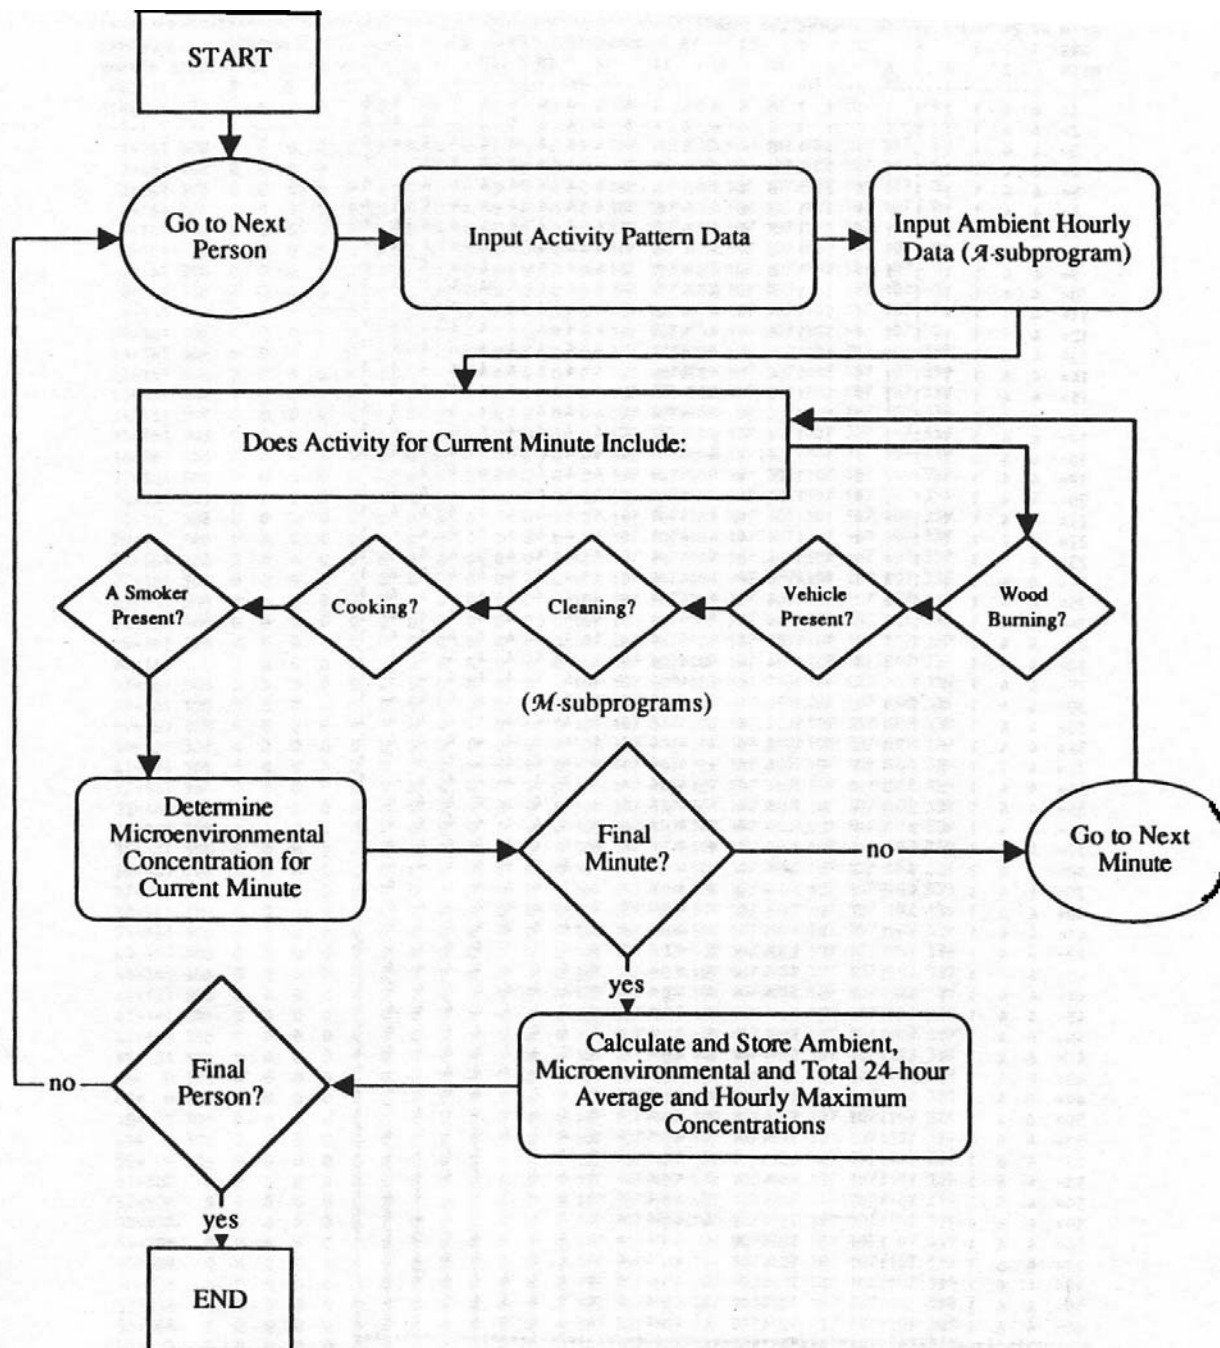 START
Go to Next
Person
Input Activity Pattern Data
Input Ambient Hourly
Data (𝒜-subprogram)
Does Activity for Current Minute Include:
A Smoker
Present?
Cooking?
Cleaning?
Vehicle
Present?
Wood
Burning?
(ℳ-subprograms)
Determine
Microenvironmental
Concentration for
Current Minute
Final
Minute?
no
Go to Next
Minute
yes
Calculate and Store Ambient,
Microenvironmental and Total 24-hour
Average and Hourly Maximum
Concentrations
Final
Person?
no
yes
END